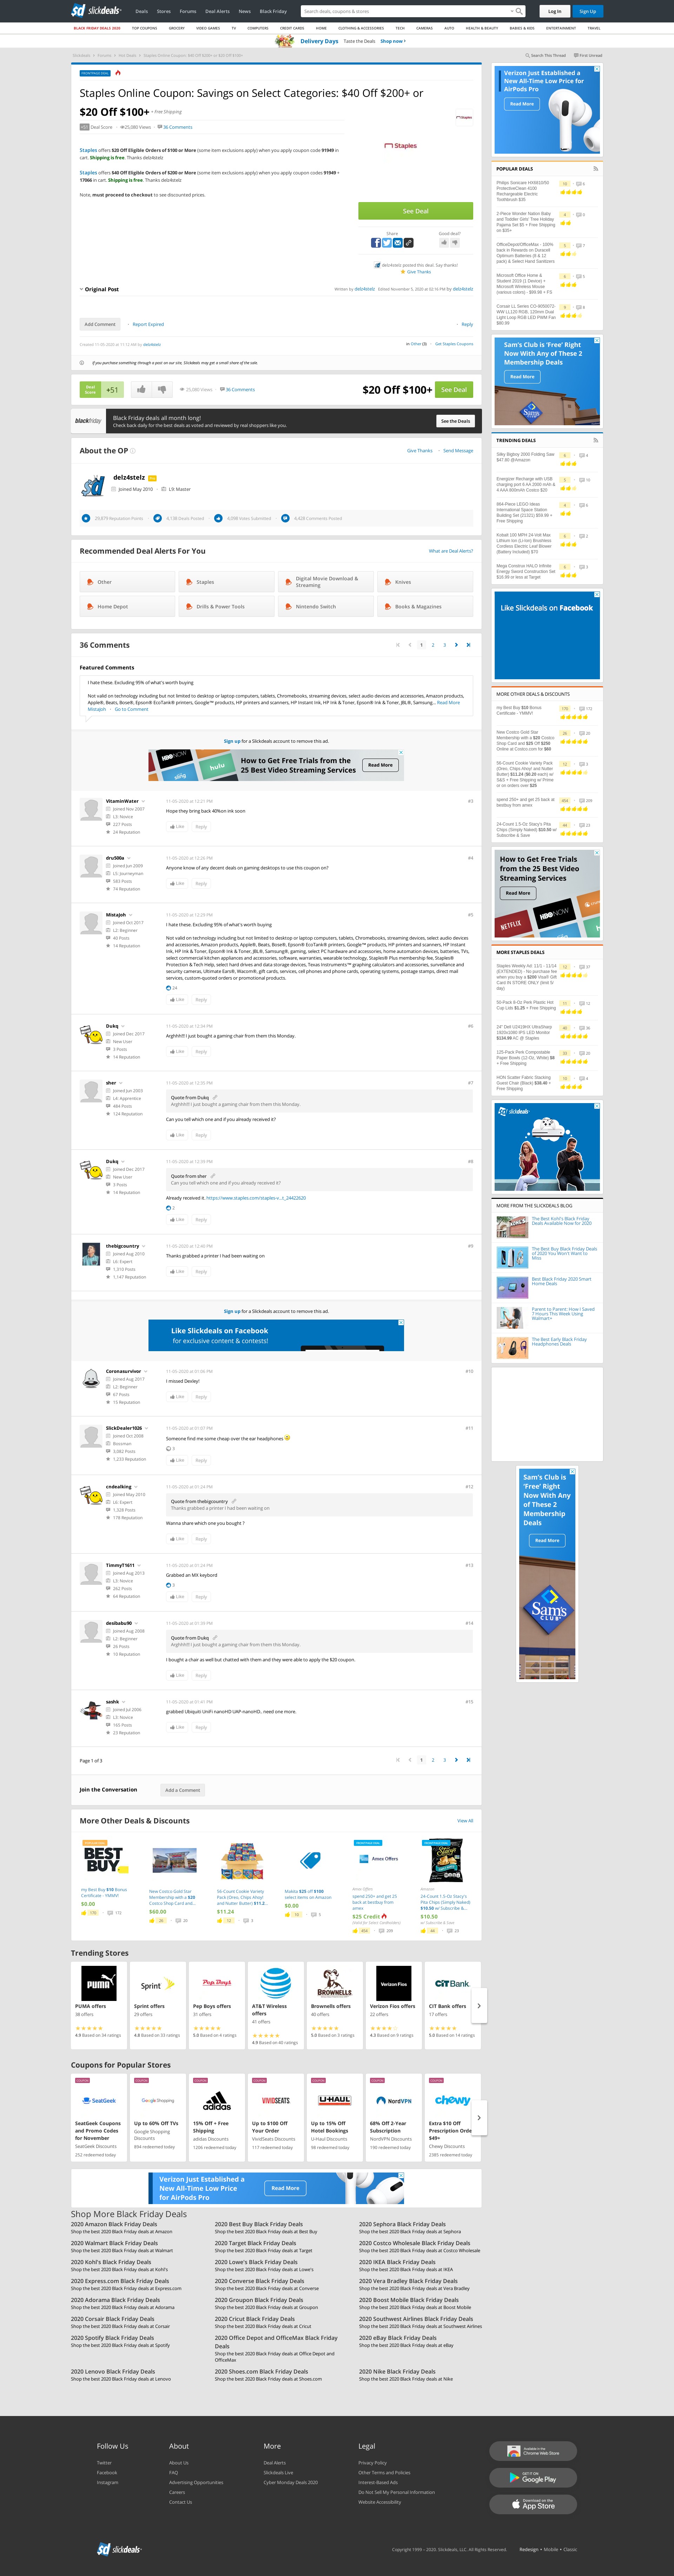 slickdeals
Deals Stores Forums Deal Alerts News Black Friday
Search deals, coupons & stores
Log In Sign Up
BLACK FRIDAY DEALS 2020 TOP COUPONS GROCERY VIDEO GAMES TV COMPUTERS CREDIT CARDS HOME CLOTHING & ACCESSORIES TECH CAMERAS AUTO HEALTH & BEAUTY BABIES & KIDS ENTERTAINMENT TRAVEL
Delivery Days Taste the Deals Shop now
Search This Thread First Unread
Staples Online Coupon: Savings on Select Categories: $40 Off $200+ or
$20 Off $100+ + Free Shipping
Deal Score 25,080 Views 36 Comments
Staples offers $20 Off Eligible Orders of $100 or More (some item exclusions apply) when you apply coupon code 91949 in
cart. Shipping is free. Thanks delz4stelz
Staples offers $40 Off Eligible Orders of $200 or More (some item exclusions apply) when you apply coupon codes 91949 +
17066 in cart. Shipping is free. Thanks delz4stelz
Note, must proceed to checkout to see discounted prices.
Staples
See Deal
Share Good deal?
delz4stelz posted this deal. Say thanks!
Give Thanks
Original Post
Written by delz4stelz Edited November 5, 2020 at 02:16 PM by delz4stelz
Add Comment Report Expired Reply
Created 11-05-2020 at 11:12 AM by delz4stelz
in Other (3) Get Staples Coupons
If you purchase something through a post on our site, Slickdeals may get a small share of the sale.
Deal Score +51 25,080 Views 36 Comments $20 Off $100+ See Deal
blackfriday
Black Friday deals all month long!
Check back daily for the best deals as voted and reviewed by real shoppers like you.
See the Deals
About the OP
Give Thanks Send Message
delz4stelz
Joined May 2010 L9: Master
29,879 Reputation Points 4,738 Deals Posted 4,698 Votes Submitted 4,828 Comments Posted
Recommended Deal Alerts For You
What are Deal Alerts?
Other Staples Digital Movie Download & Streaming Knives
Home Depot Drills & Power Tools Nintendo Switch Books & Magazines
36 Comments 1 2 3
Featured Comments
I hate these. Excluding 95% of what's worth buying
Not valid on technology including but not limited to desktop or laptop computers, tablets, Chromebooks, streaming devices, select audio devices and accessories, Amazon products,
Apple®, Beats, Bose®, Epson® EcoTank® printers, Google™ products, HP printers and scanners, HP Instant Ink, HP Ink & Toner, Epson® Ink & Toner, JBL®, Samsung... Read More
MistaJoh Go to Comment
Sign up for a Slickdeals account to remove this ad.
How to Get Free Trials from the
25 Best Video Streaming Services
Read More
VitaminWater 11-05-2020 at 12:21 PM #3
Joined Nov 2007
L3: Novice
227 Posts
24 Reputation
Hope they bring back 40%on ink soon
Like Reply
dru500a 11-05-2020 at 12:26 PM #4
Joined Jun 2009
L5: Journeyman
563 Posts
74 Reputation
Anyone know of any decent deals on gaming desktops to use this coupon on?
Like Reply
MistaJoh 11-05-2020 at 12:29 PM #5
Joined Oct 2017
L2: Beginner
40 Posts
14 Reputation
I hate these. Excluding 95% of what's worth buying
Not valid on technology including but not limited to desktop or laptop computers, tablets, Chromebooks, streaming devices, select audio devices
and accessories, Amazon products, Apple®, Beats, Bose®, Epson® EcoTank® printers, Google™ products, HP printers and scanners, HP Instant
Ink, HP Ink & Toner, Epson® Ink & Toner, JBL®, Samsung®, gaming, select PC hard drives and accessories, home automation devices, batteries, TVs,
select commercial kitchen appliances and accessories, software, warranties, wearable technology, Staples® Plus membership fee, Staples®
Protection & Tech Help, select hard drives and data storage devices, Texas Instruments™ graphing calculators and accessories, surveillance and
security cameras, Ultimate Ears®, Wacom®, gift cards, services, cell phones and phone cards, operating systems, postage stamps, direct mail
services, custom-quoted orders or promotional products.
24
Like Reply
Dukq 11-05-2020 at 12:34 PM #6
Joined Dec 2017
New User
3 Posts
14 Reputation
Arghhh!! I just bought a gaming chair from them this Monday.
Like Reply
sher 11-05-2020 at 12:35 PM #7
Joined Jun 2003
L4: Apprentice
484 Posts
124 Reputation
Quote from Dukq
Arghhh!! I just bought a gaming chair from them this Monday.
Can you tell which one and if you already received it?
Like Reply
Dukq 11-05-2020 at 12:39 PM #8
Joined Dec 2017
New User
3 Posts
14 Reputation
Quote from sher
Can you tell which one and if you already received it?
Already received it. https://www.staples.com/staples-v...t_24422620
2
Like Reply
thebigcountry 11-05-2020 at 12:48 PM #9
Joined Aug 2010
L6: Expert
1,310 Posts
1,147 Reputation
Thanks grabbed a printer I had been waiting on
Like Reply
Sign up for a Slickdeals account to remove this ad.
Like Slickdeals on Facebook
for exclusive content & contests!
Coronasurvivor 11-05-2020 at 01:06 PM #10
Joined Aug 2017
L2: Beginner
67 Posts
15 Reputation
I missed Dexley!
Like Reply
SlickDealer1026 11-05-2020 at 01:07 PM #11
Joined Oct 2008
Bossman
3,082 Posts
1,233 Reputation
Someone find me some cheap over the ear headphones
Like Reply
cndealking 11-05-2020 at 01:24 PM #12
Joined May 2010
L6: Expert
1,328 Posts
178 Reputation
Quote from thebigcountry
Thanks grabbed a printer I had been waiting on
Wanna share which one you bought ?
Like Reply
TimmyT1611 11-05-2020 at 01:24 PM #13
Joined Aug 2013
L3: Novice
262 Posts
64 Reputation
Grabbed an MX keybord
3
Like Reply
desibabu90 11-05-2020 at 01:39 PM #14
Joined Aug 2008
L2: Beginner
26 Posts
10 Reputation
Quote from Dukq
Arghhh!! I just bought a gaming chair from them this Monday.
I bought a chair as well but chatted with them and they were able to apply the $20 coupon.
Like Reply
sashk 11-05-2020 at 01:41 PM #15
Joined Jul 2006
L3: Novice
165 Posts
23 Reputation
grabbed Ubiquiti UniFi nanoHD UAP-nanoHD.. need one more.
Like Reply
Page 1 of 3 1 2 3
Join the Conversation Add a Comment
More Other Deals & Discounts View All
my Best Buy $10 Bonus Certificate - YMMV!
$0.00
New Costco Gold Star Membership with a $20 Costco Shop Card and...
$60.00
56-Count Cookie Variety Pack (Oreo, Chips Ahoy! and Nutter Butter) $11.2...
$11.24
Mobile $25 off $100 select items on Amazon
$0.00
Amex Offers
spend 250+ and get 25 back at bestbuy from amex
$25 Credit
24-Count 1.5-Oz Stacy's Pita Chips (Simply Naked) $10.50 w/ Subscribe &...
$10.50
Trending Stores
PUMA offers
38 offers
4.9 Based on 34 ratings
Sprint offers
29 offers
4.8 Based on 33 ratings
Pep Boys offers
31 offers
5.0 Based on 4 ratings
AT&T Wireless offers
41 offers
4.9 Based on 40 ratings
Brownells offers
40 offers
5.0 Based on 3 ratings
Verizon Fios offers
22 offers
4.3 Based on 9 ratings
CIT Bank offers
17 offers
5.0 Based on 14 ratings
Coupons for Popular Stores
SeatGeek Coupons and Promo Codes for November
SeatGeek Discounts
252 redeemed today
Up to 60% Off TVs
Google Shopping Discounts
894 redeemed today
15% Off + Free Shipping
adidas Discounts
1206 redeemed today
Up to $100 Off Your Order
VividSeats Discounts
117 redeemed today
Up to 15% Off Hotel Bookings
U-Haul Discounts
98 redeemed today
68% Off 2-Year Subscription
NordVPN Discounts
190 redeemed today
Extra $10 Off Prescription Orde $49+
Chewy Discounts
2385 redeemed today
Verizon Just Established a
New All-Time Low Price
for AirPods Pro
Read More
Shop More Black Friday Deals
2020 Amazon Black Friday Deals
Shop the best 2020 Black Friday deals at Amazon
2020 Best Buy Black Friday Deals
Shop the best 2020 Black Friday deals at Best Buy
2020 Sephora Black Friday Deals
Shop the best 2020 Black Friday deals at Sephora
2020 Walmart Black Friday Deals
Shop the best 2020 Black Friday deals at Walmart
2020 Target Black Friday Deals
Shop the best 2020 Black Friday deals at Target
2020 Costco Wholesale Black Friday Deals
Shop the best 2020 Black Friday deals at Costco Wholesale
2020 Kohl's Black Friday Deals
Shop the best 2020 Black Friday deals at Kohl's
2020 Lowe's Black Friday Deals
Shop the best 2020 Black Friday deals at Lowe's
2020 IKEA Black Friday Deals
Shop the best 2020 Black Friday deals at IKEA
2020 Express.com Black Friday Deals
Shop the best 2020 Black Friday deals at Express.com
2020 Converse Black Friday Deals
Shop the best 2020 Black Friday deals at Converse
2020 Vera Bradley Black Friday Deals
Shop the best 2020 Black Friday deals at Vera Bradley
2020 Adorama Black Friday Deals
Shop the best 2020 Black Friday deals at Adorama
2020 Groupon Black Friday Deals
Shop the best 2020 Black Friday deals at Groupon
2020 Boost Mobile Black Friday Deals
Shop the best 2020 Black Friday deals at Boost Mobile
2020 Corsair Black Friday Deals
Shop the best 2020 Black Friday deals at Corsair
2020 Cricut Black Friday Deals
Shop the best 2020 Black Friday deals at Cricut
2020 Southwest Airlines Black Friday Deals
Shop the best 2020 Black Friday deals at Southwest Airlines
2020 Spotify Black Friday Deals
Shop the best 2020 Black Friday deals at Spotify
2020 Office Depot and OfficeMax Black Friday Deals
Shop the best 2020 Black Friday deals at Office Depot and OfficeMax
2020 eBay Black Friday Deals
Shop the best 2020 Black Friday deals at eBay
2020 Lenovo Black Friday Deals
Shop the best 2020 Black Friday deals at Lenovo
2020 Shoes.com Black Friday Deals
Shop the best 2020 Black Friday deals at Shoes.com
2020 Nike Black Friday Deals
Shop the best 2020 Black Friday deals at Nike
Verizon Just Established a
New All-Time Low Price for
AirPods Pro
Read More
POPULAR DEALS
Philips Sonicare HX6810/50 ProtectiveClean 4100 Rechargeable Electric Toothbrush $35
2-Piece Wonder Nation Baby and Toddler Girls' Tree Holiday Pajama Set $5 + Free Shipping on $35+
OfficeDepot/OfficeMax - 100% back in Rewards on Duracell Optimum Batteries (8 & 12 pack) & Select Hand Sanitizers
Microsoft Office Home & Student 2019 (1 Device) + Microsoft Wireless Mouse (various colors) - $99.99 + FS
Corsair LL Series CO-9050072-WW LL120 RGB, 120mm Dual Light Loop RGB LED PWM Fan $80.99
Sam's Club is 'Free' Right
Now With Any of These 2
Membership Deals
Read More
TRENDING DEALS
Silky Bigboy 2000 Folding Saw $47.80 @Amazon
Energizer Recharge with USB charging port 6 AA 2000 mAh & 4 AAA 800mAh Costco $20
864-Piece LEGO Ideas International Space Station Building Set (21321) $59.99 + Free Shipping
Kobalt 100 MPH 24-Volt Max Lithium Ion (Li-ion) Brushless Cordless Electric Leaf Blower (Battery Included) $70
Mega Construx HALO Infinite Energy Sword Construction Set $16.99 or less at Target
Like Slickdeals on Facebook
MORE OTHER DEALS & DISCOUNTS
my Best Buy $10 Bonus Certificate - YMMV!
New Costco Gold Star Membership with a $20 Costco Shop Card and $25 Off $250 Online at Costco.com for $60
56-Count Cookie Variety Pack (Oreo, Chips Ahoy! and Nutter Butter) $11.24 ($0.20 each) w/ S&S + Free Shipping w/ Prime or on orders over $25
spend 250+ and get 25 back at bestbuy from amex
24-Count 1.5-Oz Stacy's Pita Chips (Simply Naked) $10.50 w/ Subscribe & Save
How to Get Free Trials
from the 25 Best Video
Streaming Services
Read More
NETFLIX HBO NOW
MORE STAPLES DEALS
Staples Weekly Ad. 11/1 - 11/14 (EXTENDED) - No purchase fee when you buy a $200 Visa® Gift Card IN STORE ONLY (limit 5/day)
50-Pack 6-Oz Perk Plastic Hot Cup Lids $1.25 + Free Shipping
24" Dell U2419HX UltraSharp 1920x1080 IPS LED Monitor $134.99 AC @ Staples
125-Pack Perk Compostable Paper Bowls (12-Oz, White) $6 + Free Shipping
HON Scatter Fabric Stacking Guest Chair (Black) $38.40 + Free Shipping
slickdeals
MORE FROM THE SLICKDEALS BLOG
The Best Kohl's Black Friday Deals Available Now for 2020
The Best Buy Black Friday Deals of 2020 You Won't Want to Miss
Best Black Friday 2020 Smart Home Deals
Parent to Parent: How I Saved 7 Hours This Week Using Walmart+
The Best Early Black Friday Headphones Deals
Sam's Club is
'Free' Right
Now With Any
of These 2
Membership
Deals
Read More
Sam's CLUB
Follow Us About More Legal
Twitter About Us Deal Alerts Privacy Policy
Facebook FAQ Slickdeals Live Other Terms and Policies
Instagram Advertising Opportunities Cyber Monday Deals 2020 Interest-Based Ads
Careers Do Not Sell My Personal Information
Contact Us Website Accessibility
Available in the Chrome Web Store
GET IT ON Google Play
Download on the App Store
slickdeals
Copyright 1999 - 2020. Slickdeals, LLC. All Rights Reserved. Redesign • Mobile • Classic